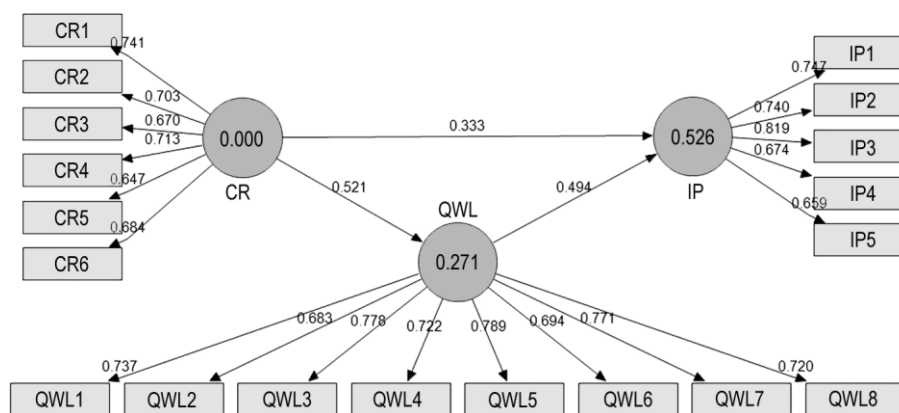 CR1
CR2
CR3
CR4
CR5
CR6
0.741
0.703
0.670
0.713
0.647
0.684
0.000
CR
0.333
0.521
0.494
QWL
0.271
0.526
IP
0.747
0.740
0.819
0.674
0.659
IP1
IP2
IP3
IP4
IP5
0.737
0.683
0.778
0.722
0.789
0.694
0.771
0.720
QWL1
QWL2
QWL3
QWL4
QWL5
QWL6
QWL7
QWL8